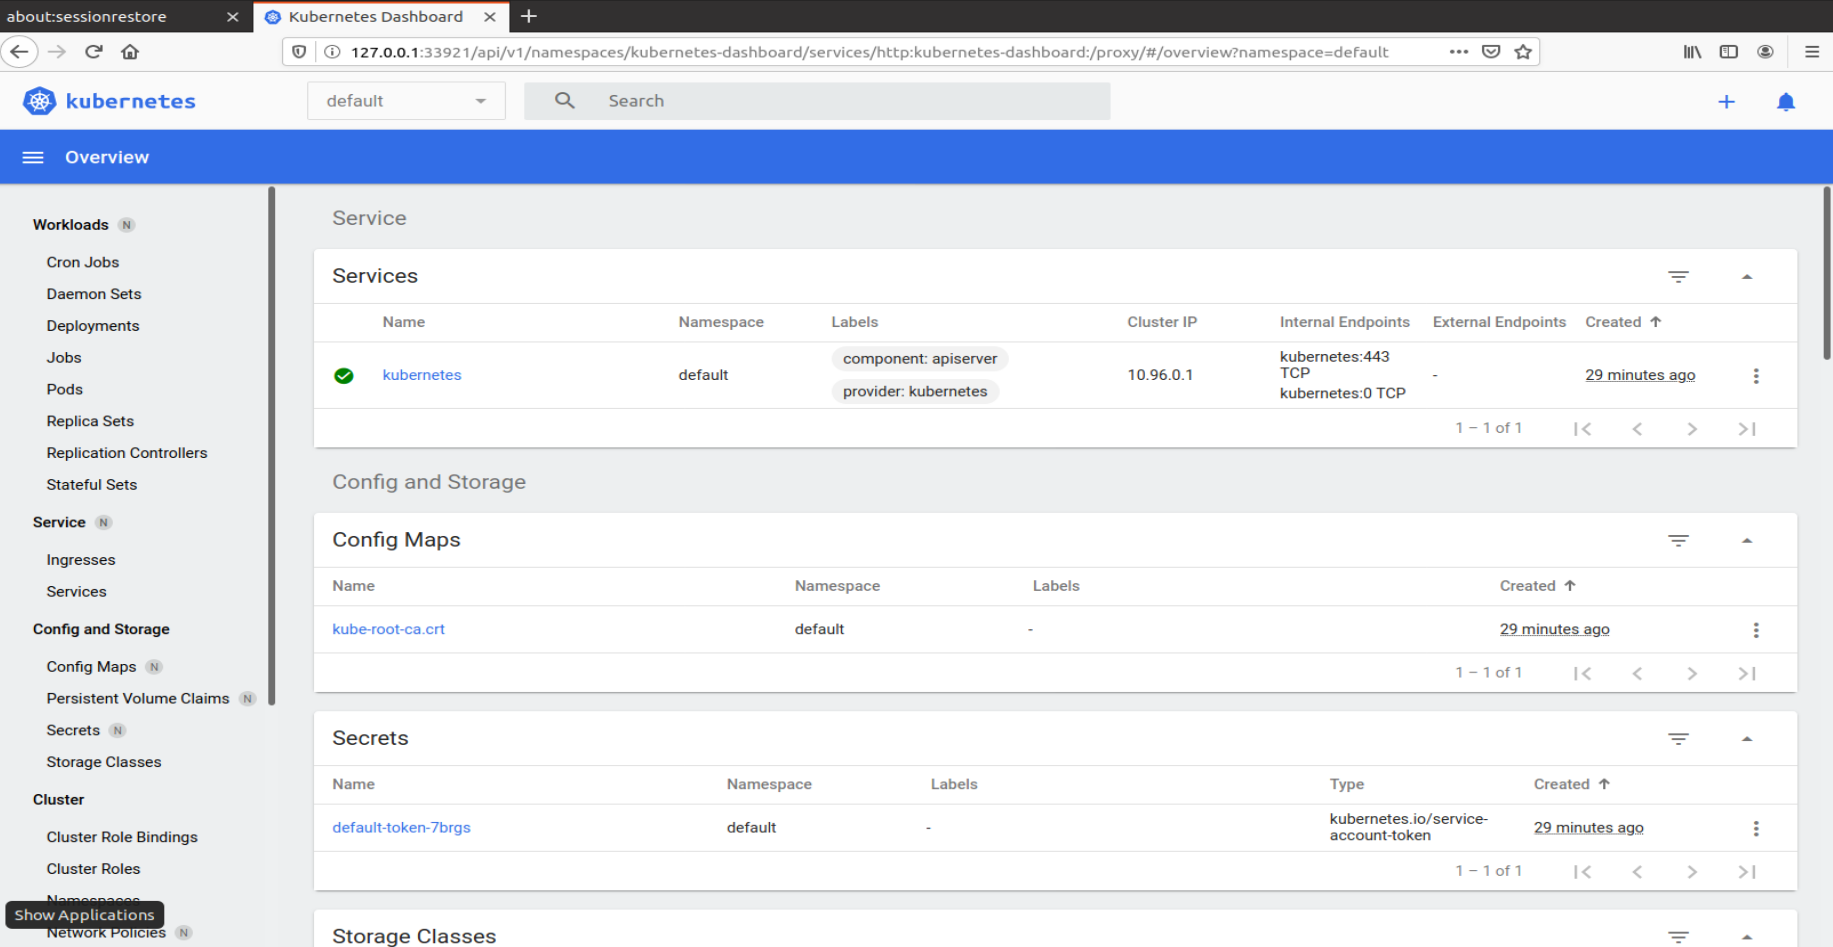 about:sessionrestore
Kubernetes Dashboard
127.0.0.1:33921/api/v1/namespaces/kubernetes-dashboard/services/http:kubernetes-dashboard:/proxy/#/overview?namespace=default
kubernetes
default
Search
Overview
Workloads N
Cron Jobs
Daemon Sets
Deployments
Jobs
Pods
Replica Sets
Replication Controllers
Stateful Sets
Service N
Ingresses
Services
Config and Storage
Config Maps N
Persistent Volume Claims N
Secrets N
Storage Classes
Cluster
Cluster Role Bindings
Cluster Roles
Namespaces
Show Applications
Network Policies N
Service
Services
Name Namespace Labels Cluster IP Internal Endpoints External Endpoints Created
kubernetes default component: apiserver provider: kubernetes 10.96.0.1 kubernetes:443 TCP kubernetes:0 TCP - 29 minutes ago
1 – 1 of 1
Config and Storage
Config Maps
Name Namespace Labels Created
kube-root-ca.crt default - 29 minutes ago
1 – 1 of 1
Secrets
Name Namespace Labels Type Created
default-token-7brgs default - kubernetes.io/service-account-token 29 minutes ago
1 – 1 of 1
Storage Classes